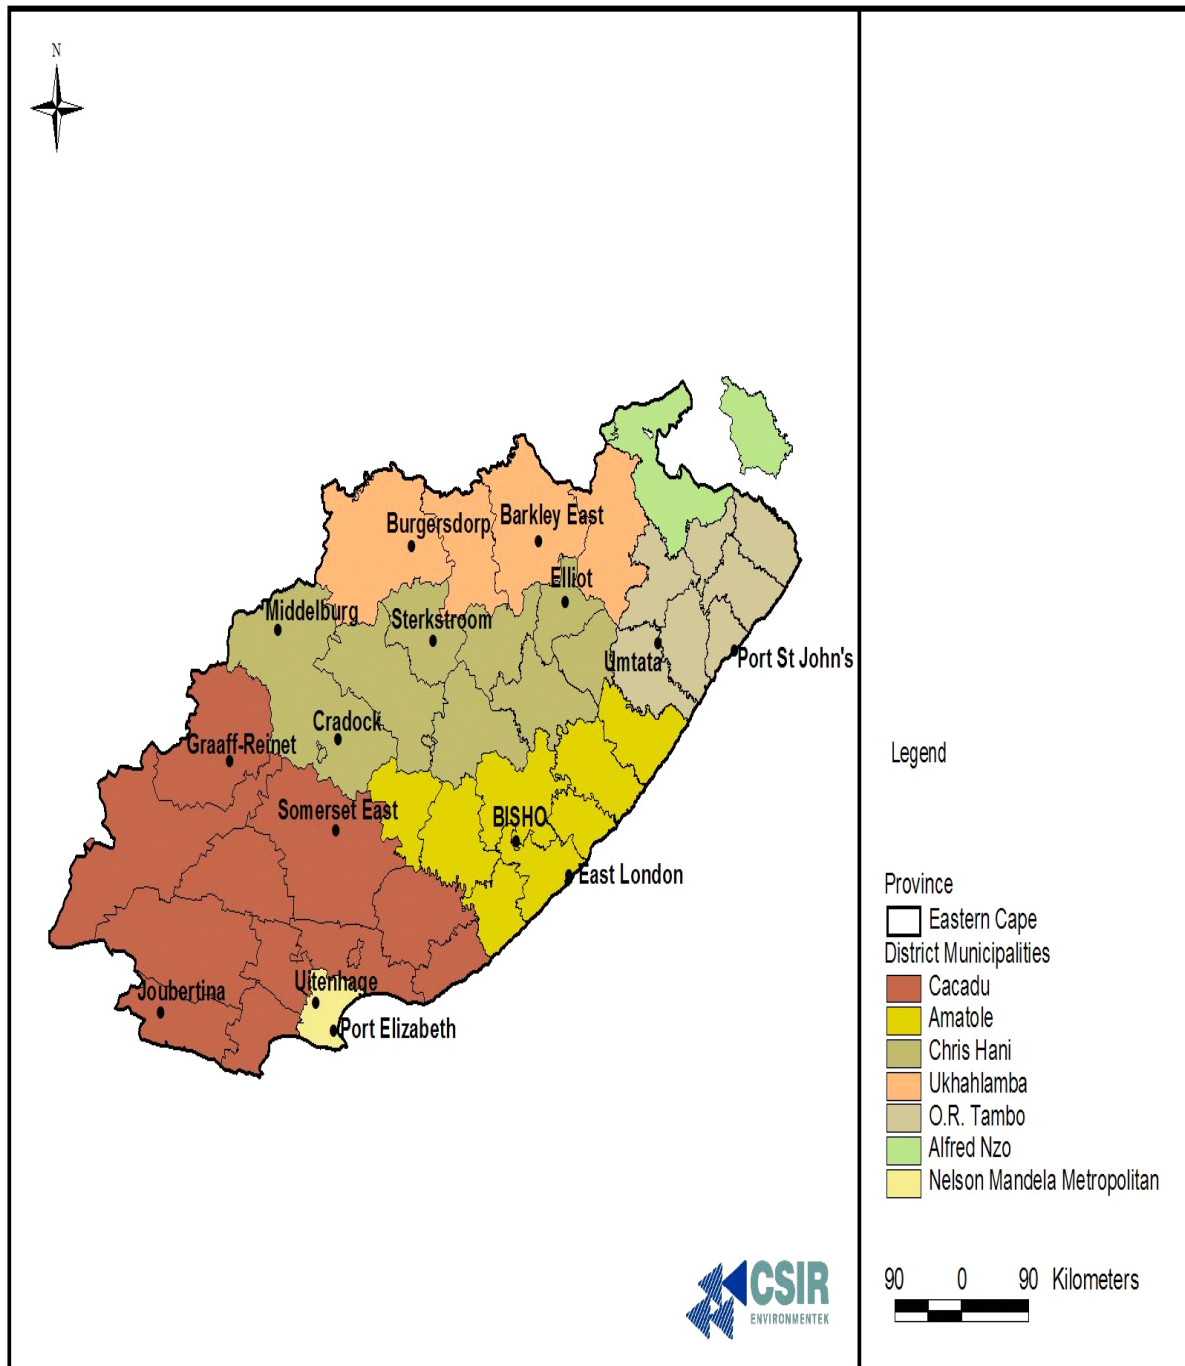 N
Burgersdorp
Barkley East
Elliot
Middelburg
Sterkstroom
Umtata
Port St John's
Cradock
Graaff-Reinet
Somerset East
BISHO
East London
Uitenhage
Joubertina
Port Elizabeth
Legend
Province
Eastern Cape
District Municipalities
Cacadu
Amatole
Chris Hani
Ukhahlamba
O.R. Tambo
Alfred Nzo
Nelson Mandela Metropolitan
90 0 90 Kilometers
CSIR
ENVIRONMENTEK